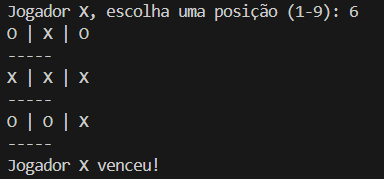 Jogador X, escolha uma posição (1-9): 6
O | X | O
-----
X | X | X
-----
O | O | X
-----
Jogador X venceu!